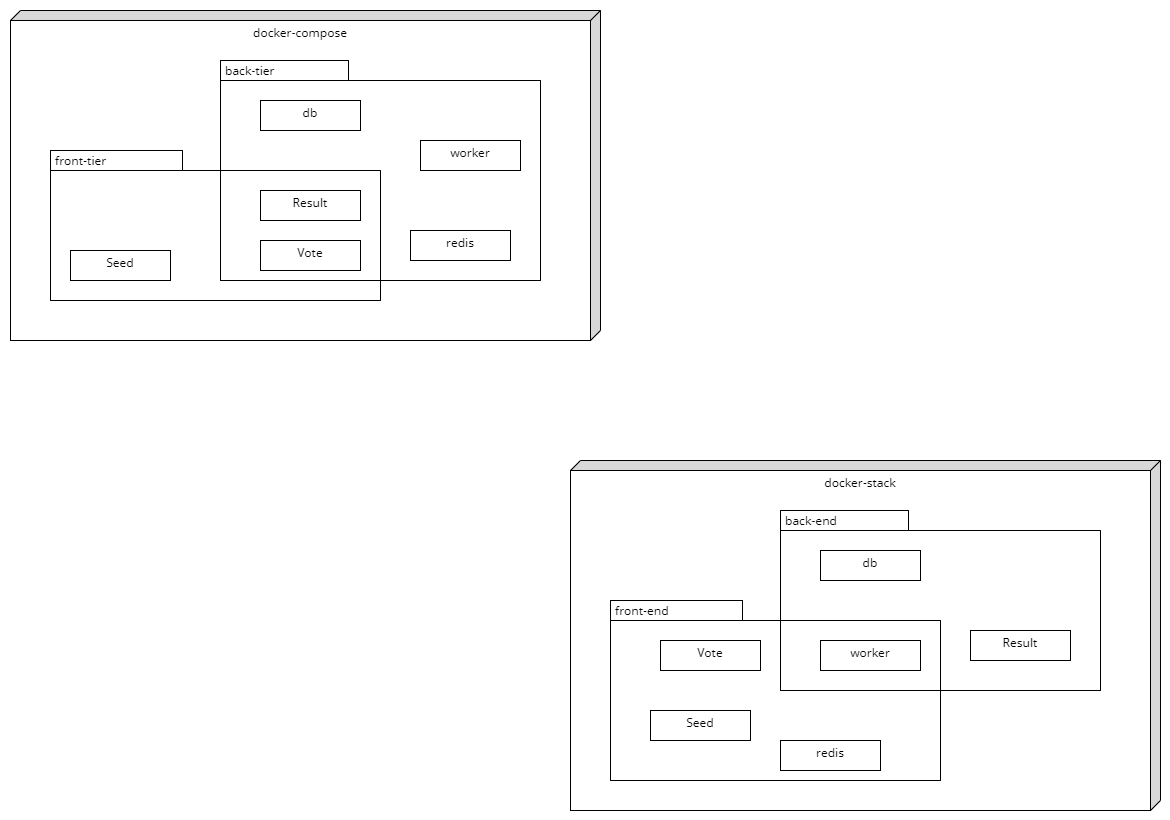 docker-compose
back-tier
db
worker
front-tier
Result
redis
Vote
Seed
docker-stack
back-end
db
front-end
Result
Vote
worker
Seed
redis